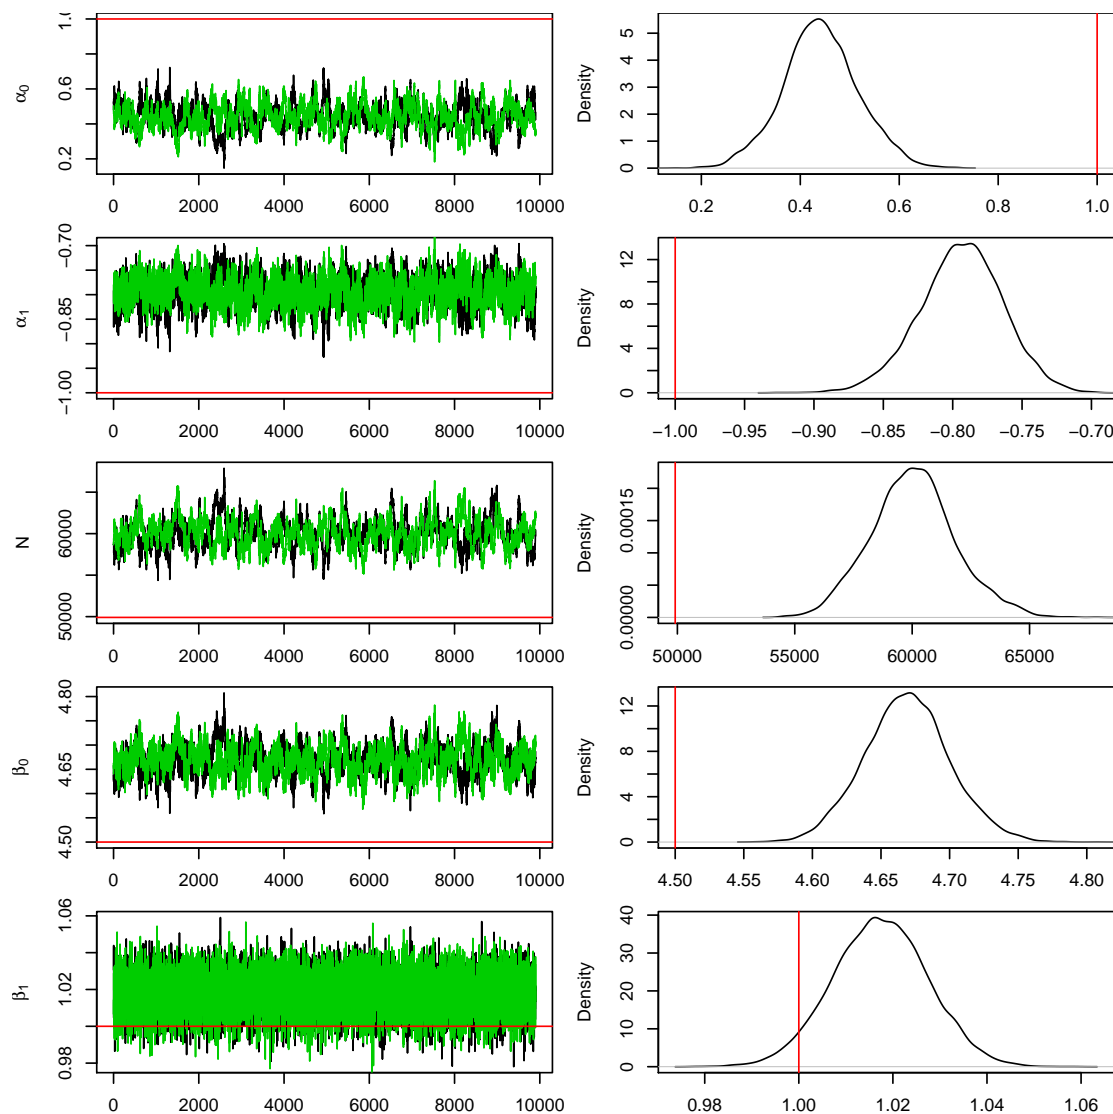 α0
0.2 0.6 1.0
0 2000 4000 6000 8000 10000
Density
0 1 2 3 4 5
0.2 0.4 0.6 0.8 1.0
α1
−1.00 −0.85 −0.70
0 2000 4000 6000 8000 10000
Density
0 4 8 12
−1.00 −0.95 −0.90 −0.85 −0.80 −0.75 −0.70
N
50000 60000
0 2000 4000 6000 8000 10000
Density
0.00000 0.00015
50000 55000 60000 65000
β0
4.50 4.65 4.80
0 2000 4000 6000 8000 10000
Density
0 4 8 12
4.50 4.55 4.60 4.65 4.70 4.75 4.80
β1
0.98 1.02 1.06
0 2000 4000 6000 8000 10000
Density
0 10 20 30 40
0.98 1.00 1.02 1.04 1.06